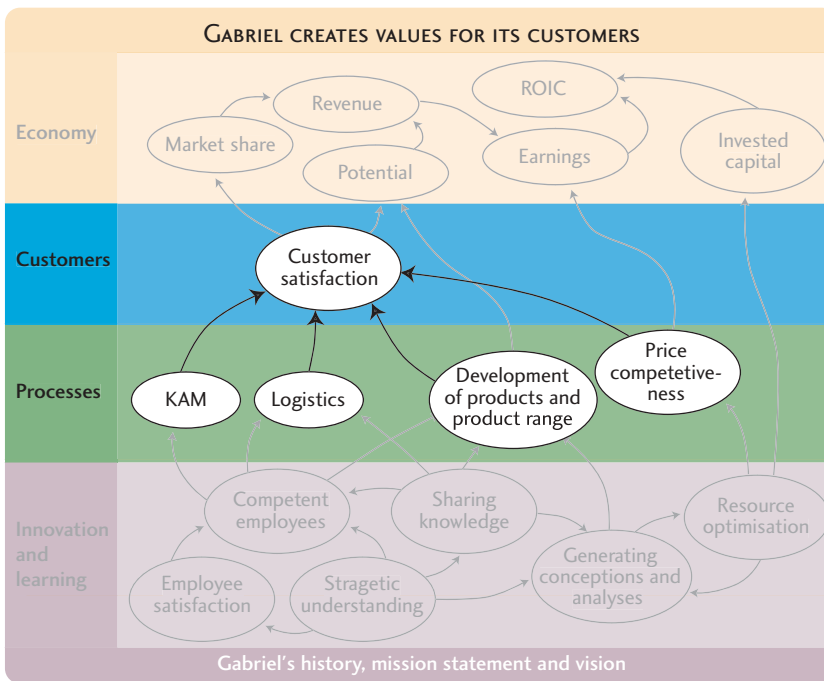 GABRIEL CREATES VALUES FOR ITS CUSTOMERS
Economy
Market share
Revenue
Potential
ROIC
Earnings
Invested
capital
Customers
Customer
satisfaction
Processes
KAM
Logistics
Development
of products and
product range
Price
competetive-
ness
Innovation
and
learning
Competent
employees
Sharing
knowledge
Resource
optimisation
Employee
satisfaction
Stragetic
understanding
Generating
conceptions and
analyses
Gabriel's history, mission statement and vision